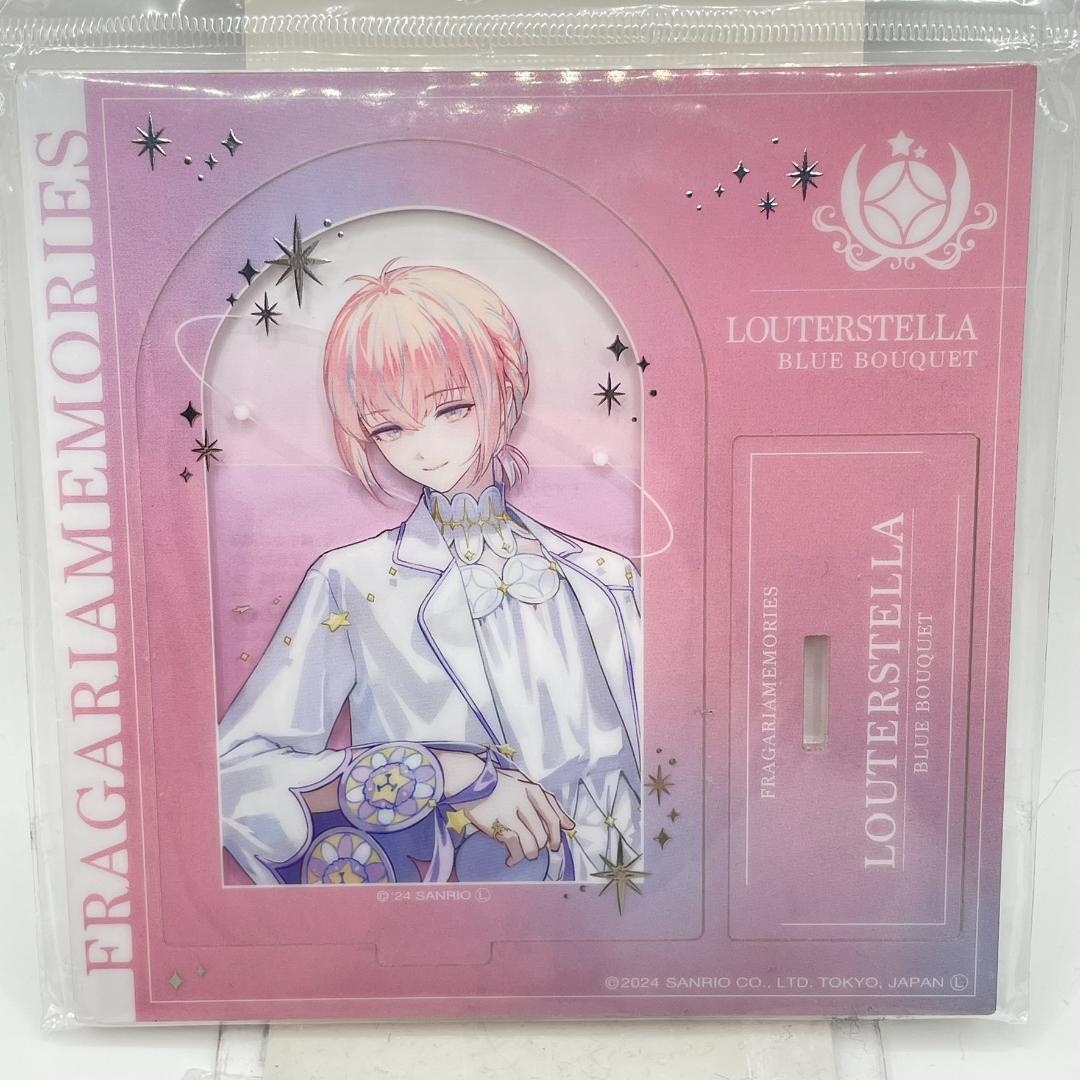 FRAGARIAMEMORIES
LOUTERSTELLA
BLUE BOUQUET
FRAGARIAMEMORIES
LOUTERSTELLA
BLUE BOUQUET
© '24 SANRIO Ⓛ
©2024 SANRIO CO., LTD. TOKYO, JAPAN Ⓛ